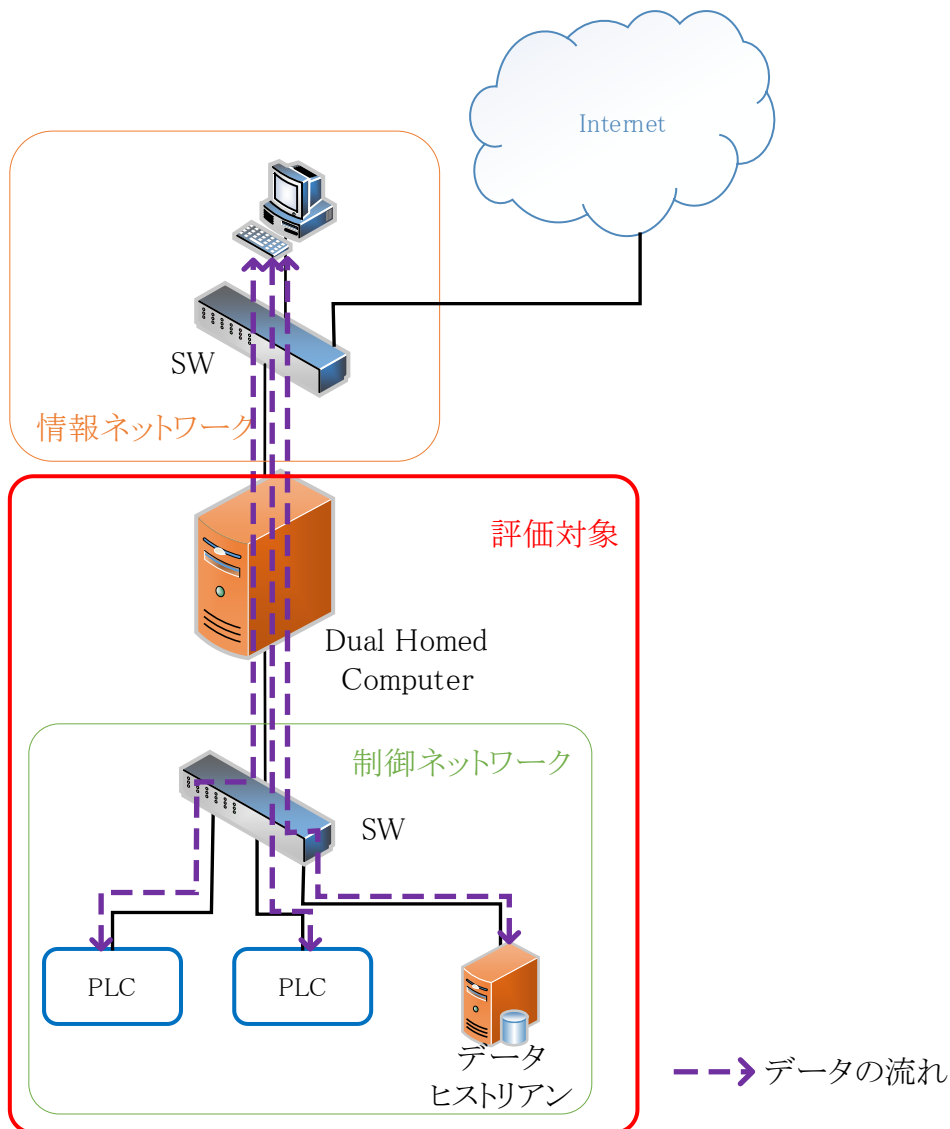 Internet
SW
情報ネットワーク
評価対象
Dual Homed
Computer
制御ネットワーク
SW
PLC
PLC
データ
ヒストリアン
データの流れ